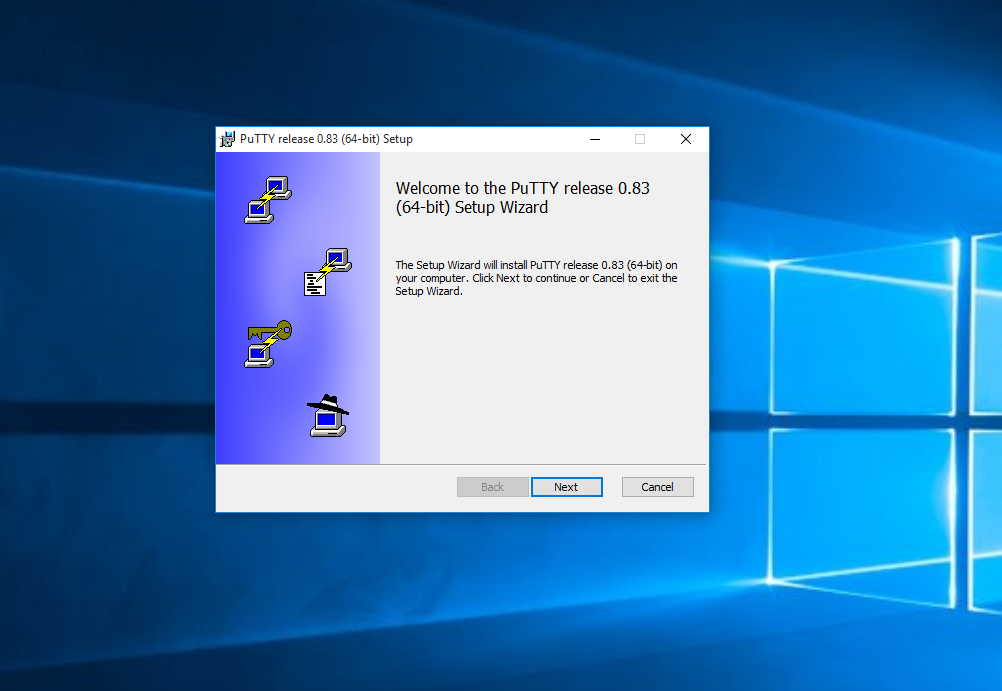 PuTTY release 0.83 (64-bit) Setup
Welcome to the PuTTY release 0.83
(64-bit) Setup Wizard
The Setup Wizard will install PuTTY release 0.83 (64-bit) on
your computer. Click Next to continue or Cancel to exit the
Setup Wizard.
Back
Next
Cancel